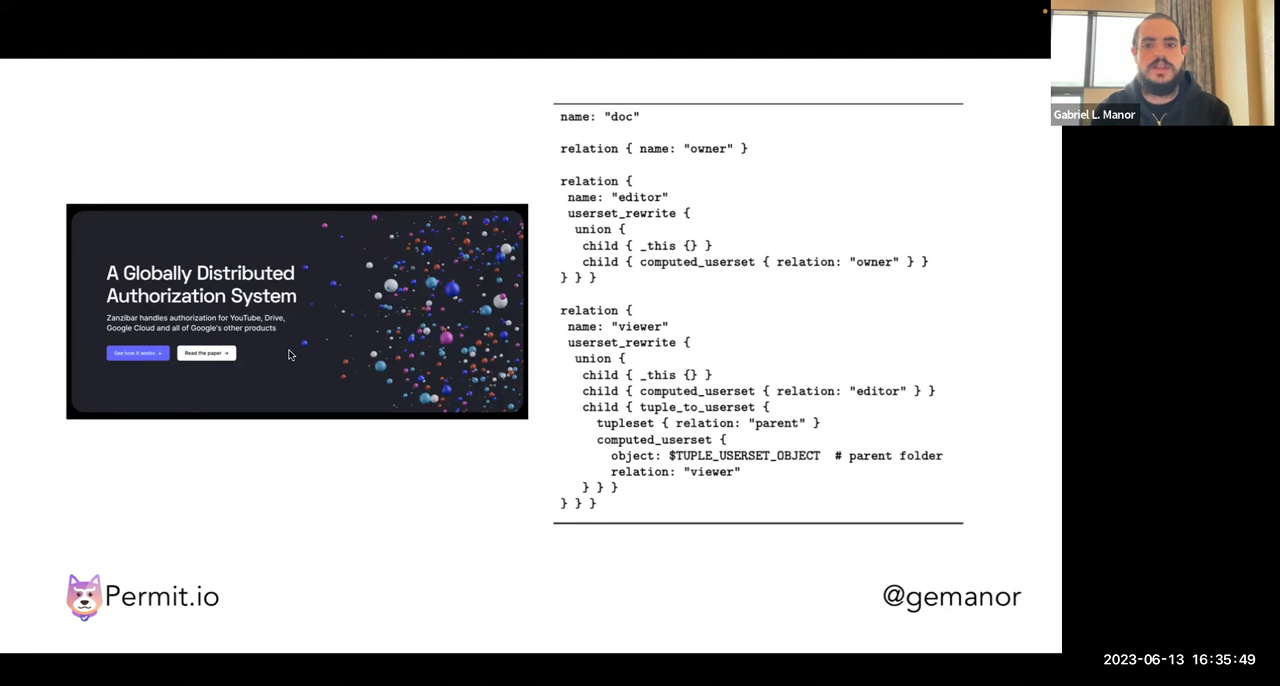 Gabriel L. Manor
name: "doc"
relation { name: "owner" }
relation {
name: "editor"
userset_rewrite {
union {
child { _this {} }
child { computed_userset { relation: "owner" } }
} } }
relation {
name: "viewer"
userset_rewrite {
union {
child { _this {} }
child { computed_userset { relation: "editor" } }
child { tuple_to_userset {
tupleset { relation: "parent" }
computed_userset {
object: $TUPLE_USERSET_OBJECT # parent folder
relation: "viewer"
} } }
} } }
A Globally Distributed
Authorization System
Zanzibar handles authorization for YouTube, Drive,
Google Cloud and all of Google's other products
See how it works ↓
Read the paper →
Permit.io
@gemanor
2023-06-13 16:35:49